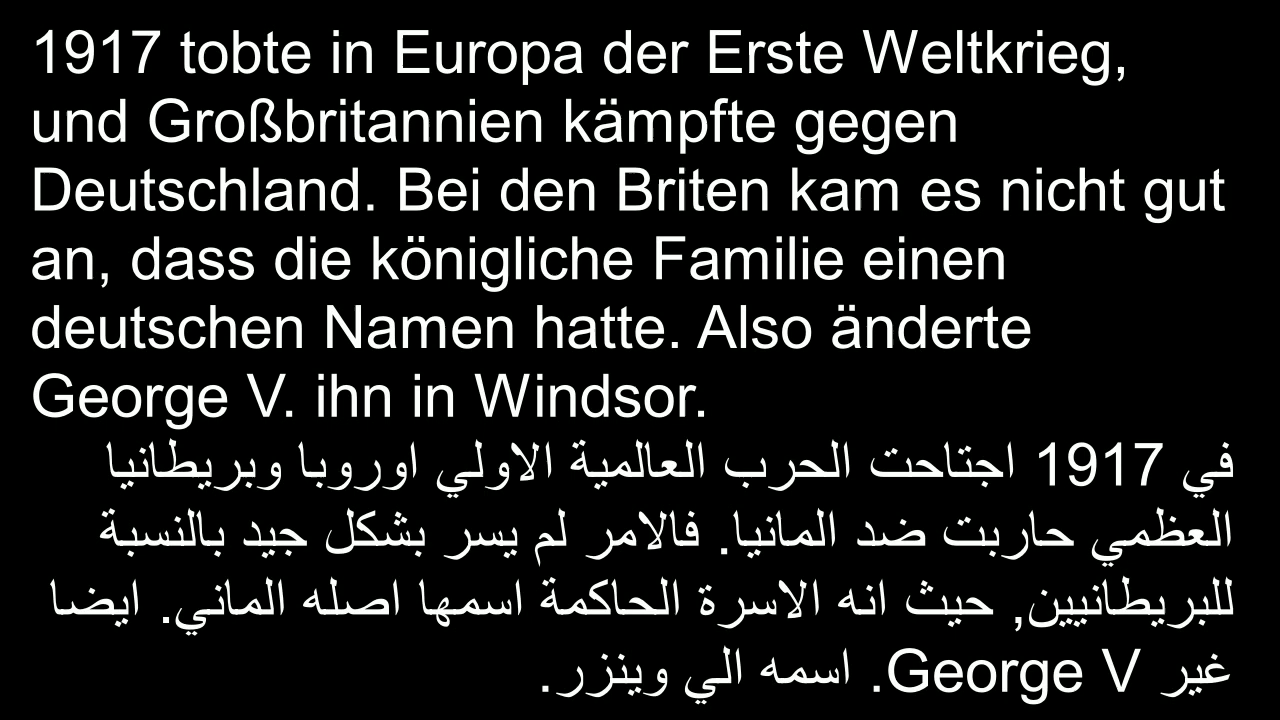 1917 tobte in Europa der Erste Weltkrieg,
und Großbritannien kämpfte gegen
Deutschland. Bei den Briten kam es nicht gut
an, dass die königliche Familie einen
deutschen Namen hatte. Also änderte
George V. ihn in Windsor.
في 1917 اجتاحت الحرب العالمية الاولي اوروبا وبريطانيا
العظمي حاربت ضد المانيا. فالامر لم يسر بشكل جيد بالنسبة
للبريطانيين, حيث انه الاسرة الحاكمة اسمها اصله الماني. ايضا
غير George V. اسمه الي وينزر.